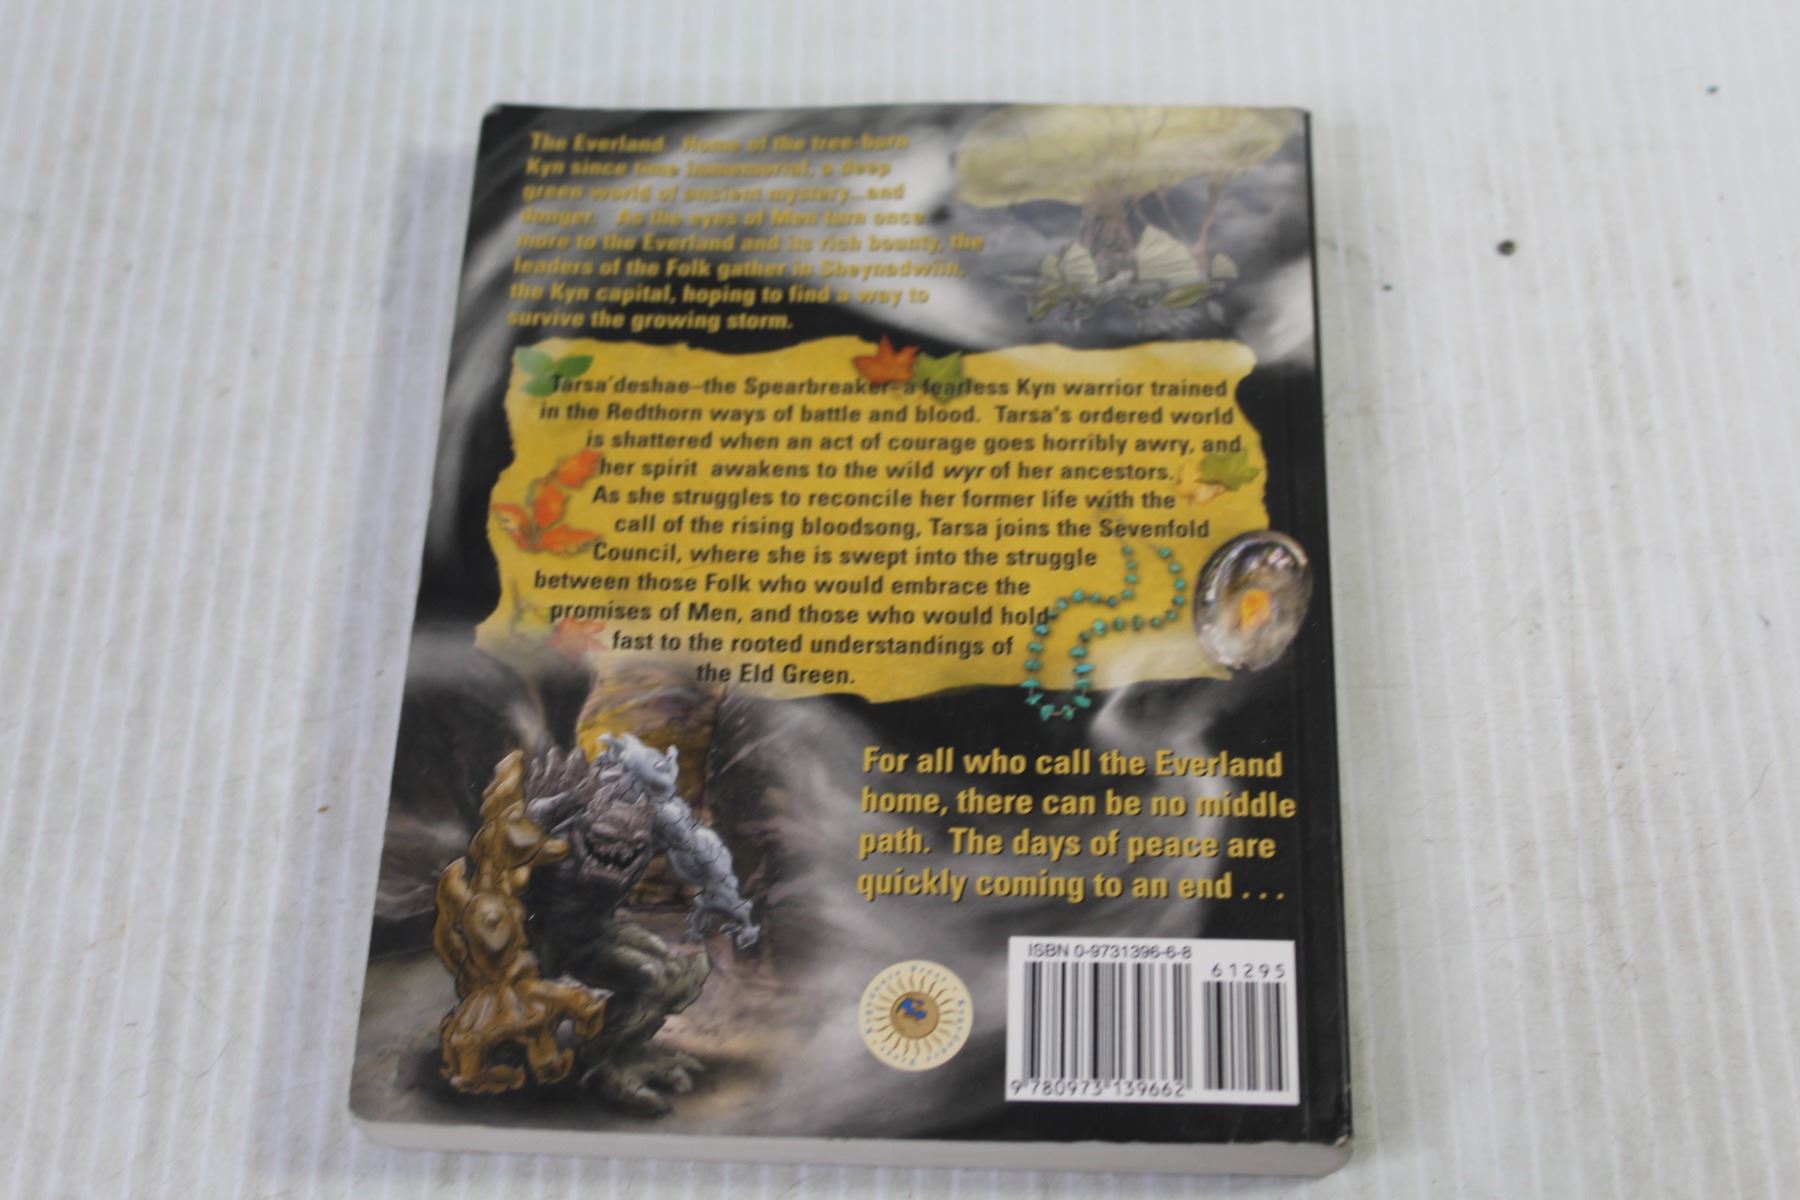 The Everland. Home of the tree-born
Kyn since time immemorial, a deep
green world of ancient mystery...and
danger. As the eyes of Men turn once
more to the Everland and its rich bounty, the
leaders of the Folk gather in Sheynadwiin,
the Kyn capital, hoping to find a way to
survive the growing storm.
Tarsa'deshae–the Spearbreaker–a fearless Kyn warrior trained
in the Redthorn ways of battle and blood. Tarsa's ordered world
is shattered when an act of courage goes horribly awry, and
her spirit awakens to the wild wyr of her ancestors.
As she struggles to reconcile her former life with the
call of the rising bloodsong, Tarsa joins the Sevenfold
Council, where she is swept into the struggle
between those Folk who would embrace the
promises of Men, and those who would hold
fast to the rooted understandings of
the Eld Green.
For all who call the Everland
home, there can be no middle
path. The days of peace are
quickly coming to an end . . .
ISBN 0-9731396-6-8
61295
9 780973 139662